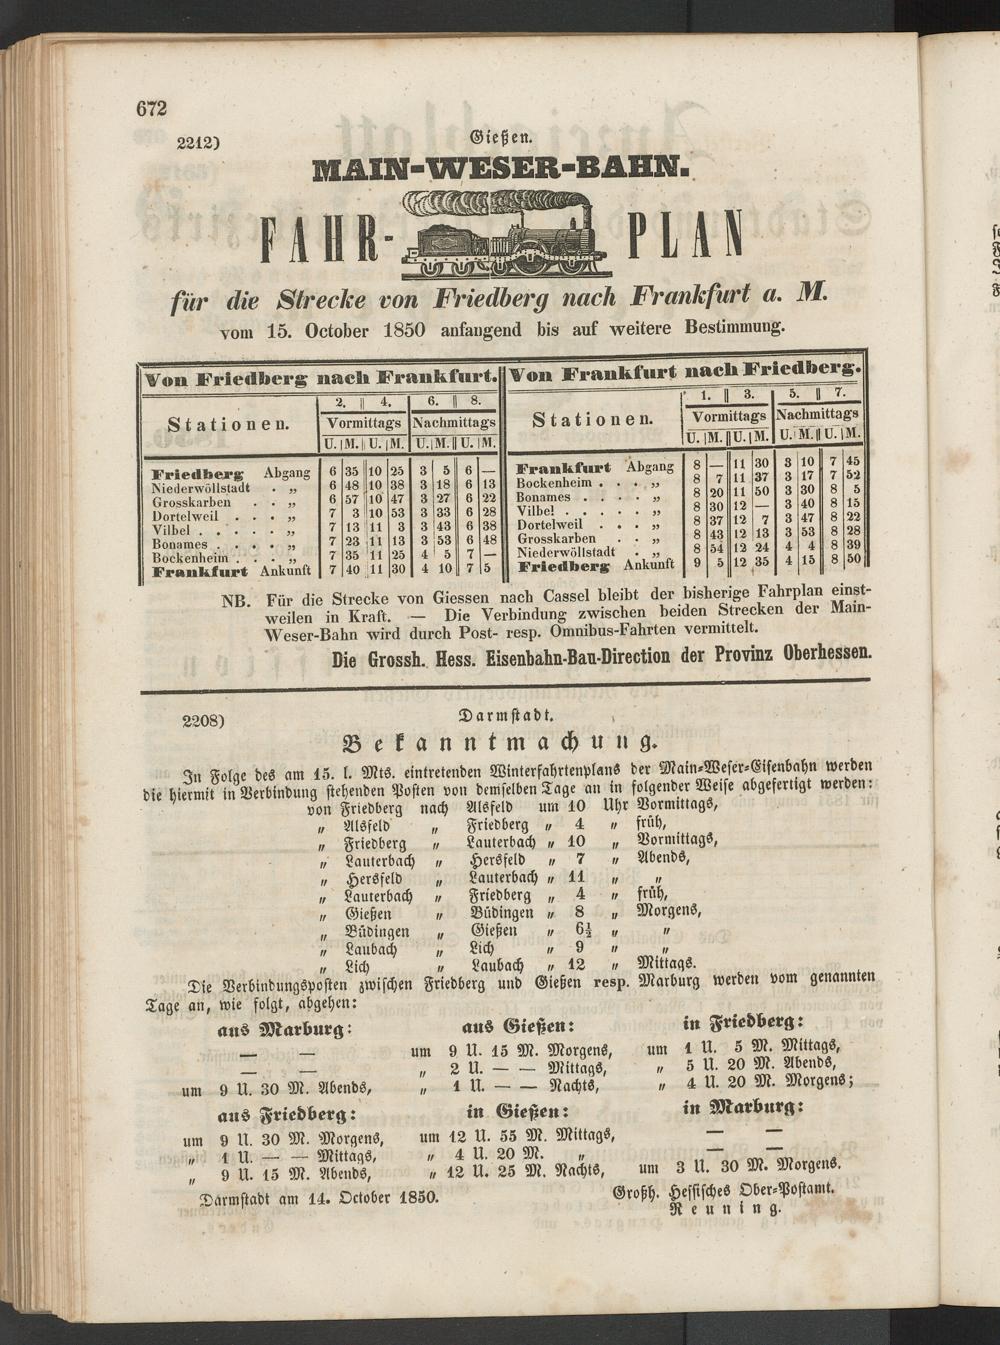 672
2212)
Gießen.
MAIN-WESER-BAHN.
FAHR-PLAN
für die Strecke von Friedberg nach Frankfurt a. M.
vom 15. October 1850 anfangend bis auf weitere Bestimmung.
Von Friedberg nach Frankfurt. Von Frankfurt nach Friedberg.
Stationen. 2. || 4. 6. || 8. Stationen. 1. || 3. 5. || 7.
Vormittags Nachmittags Vormittags Nachmittags
U. M. U. M. U. M. U. M. U. M. U. M. U. M. U. M.
Friedberg Abgang 6 35 10 25 3 5 6 — Frankfurt Abgang 8 — 11 30 3 10 7 45
Niederwöllstadt . „ 6 48 10 38 3 18 6 13 Bockenheim . . . „ 8 7 11 37 3 17 7 52
Grosskarben . . „ 6 57 10 47 3 27 6 22 Bonames . . . . „ 8 20 11 50 3 30 8 5
Dortelweil . . . „ 7 3 10 53 3 33 6 28 Vilbel . . . . . „ 8 30 12 — 3 40 8 15
Vilbel . . . . . „ 7 13 11 3 3 43 6 38 Dortelweil . . „ 8 37 12 7 3 47 8 22
Bonames . . . . „ 7 23 11 13 3 53 6 48 Grosskarben . . „ 8 43 12 13 3 53 8 28
Bockenheim . . . „ 7 35 11 25 4 5 7 — Niederwöllstadt . „ 8 54 12 24 4 4 8 39
Frankfurt Ankunft 7 40 11 30 4 10 7 5 Friedberg Ankunft 9 5 12 35 4 15 8 50
NB. Für die Strecke von Giessen nach Cassel bleibt der bisherige Fahrplan einst-
weilen in Kraft. — Die Verbindung zwischen beiden Strecken der Main-
Weser-Bahn wird durch Post- resp. Omnibus-Fahrten vermittelt.
Die Grossh. Hess. Eisenbahn-Bau-Direction der Provinz Oberhessen.
2208)
Darmstadt.
Bekanntmachung.
In Folge des am 15. l. Mts. eintretenden Winterfahrtenplans der Main-Weser-Eisenbahn werden
die hiermit in Verbindung stehenden Posten von demselben Tage an in folgender Weise abgefertigt werden:
von Friedberg nach Alsfeld um 10 Uhr Vormittags,
„ Alsfeld „ Friedberg „ 4 „ früh,
„ Friedberg „ Lauterbach „ 10 „ Vormittags,
„ Lauterbach „ Hersfeld „ 7 „ Abends,
„ Hersfeld „ Lauterbach „ 11 „ „
„ Lauterbach „ Friedberg „ 4 „ früh,
„ Gießen „ Büdingen „ 8 „ Morgens,
„ Büdingen „ Gießen „ 6½ „ „
„ Laubach „ Lich „ 9 „ „
„ Lich „ Laubach „ 12 „ Mittags.
Die Verbindungsposten zwischen Friedberg und Gießen resp. Marburg werden vom genannten
Tage an, wie folgt, abgehen:
aus Marburg: aus Gießen: in Friedberg:
— — um 9 U. 15 M. Morgens, um 1 U. 5 M. Mittags,
— — „ 2 U. — — Mittags, „ 5 U. 20 M. Abends,
um 9 U. 30 M. Abends, „ 1 U. — — Nachts, „ 4 U. 20 M. Morgens;
aus Friedberg: in Gießen: in Marburg:
um 9 U. 30 M. Morgens, um 12 U. 55 M. Mittags, — —
„ 1 U. — — Mittags, „ 4 U. 20 M. „ — —
„ 9 U. 15 M. Abends, „ 12 U. 25 M. Nachts, um 3 U. 30 M. Morgens.
Darmstadt am 14. October 1850. Großh. Hessisches Ober-Postamt.
Reuning.